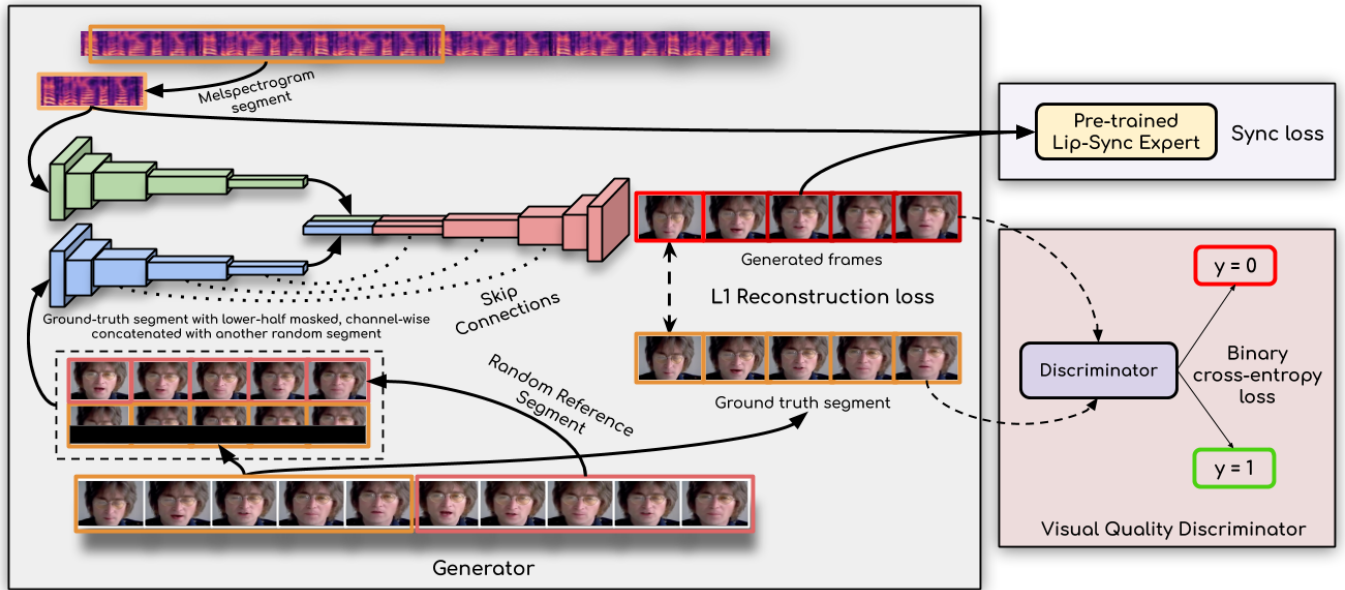 Melspectrogram
segment
Pre-trained
Lip-Sync Expert
Sync loss
Generated frames
L1 Reconstruction loss
Skip
Connections
Ground-truth segment with lower-half masked, channel-wise
concatenated with another random segment
Random Reference
Segment
Ground truth segment
y = 0
Discriminator
Binary
cross-entropy
loss
y = 1
Visual Quality Discriminator
Generator